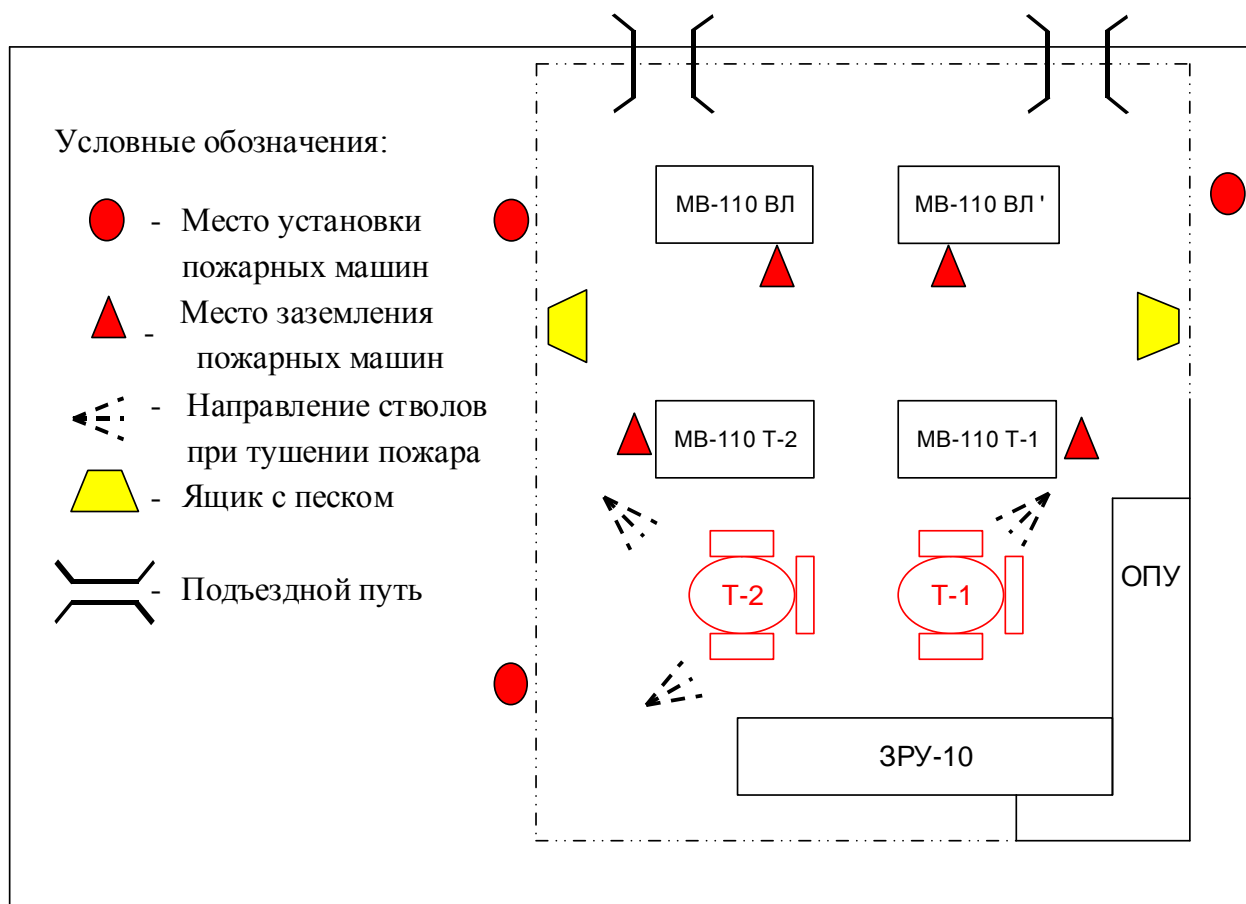 Условные обозначения:
- Место установки
пожарных машин
- Место заземления
пожарных машин
- Направление стволов
при тушении пожара
- Ящик с песком
- Подъездной путь
МВ-110 ВЛ
МВ-110 ВЛ '
МВ-110 Т-2
МВ-110 Т-1
Т-2
Т-1
ОПУ
ЗРУ-10